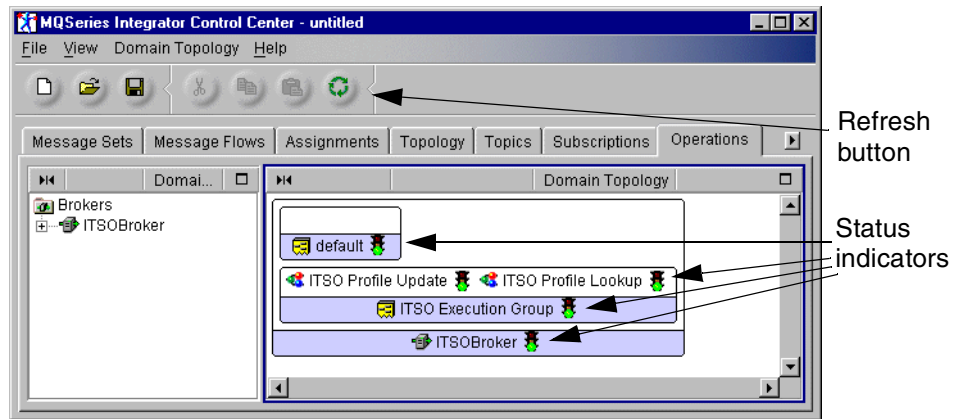 MQSeries Integrator Control Center - untitled
File View Domain Topology Help
Message Sets Message Flows Assignments Topology Topics Subscriptions Operations
Refresh
button
Domai... Domain Topology
Brokers
ITSOBroker
default
ITSO Profile Update ITSO Profile Lookup
ITSO Execution Group
ITSOBroker
Status
indicators